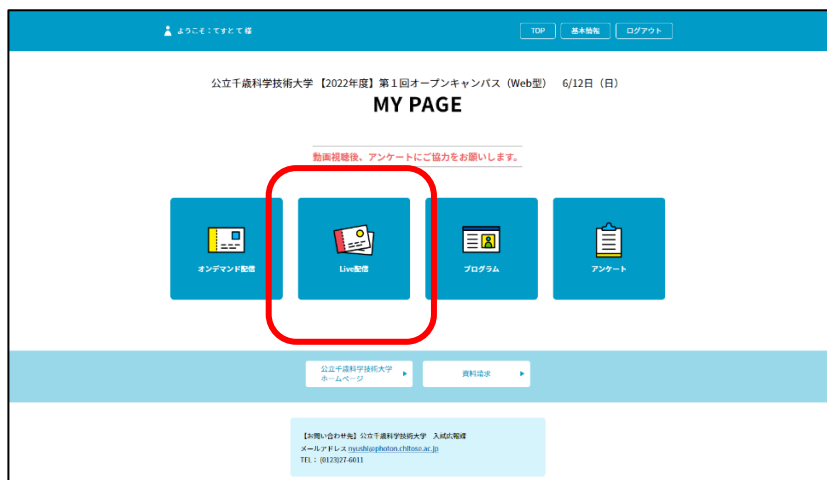 ようこそ：てすと て 様
TOP
基本情報
ログアウト
公立千歳科学技術大学 【2022年度】第１回オープンキャンパス（Web型）　6/12日（日）
MY PAGE
動画視聴後、アンケートにご協力をお願いします。
オンデマンド配信
Live配信
プログラム
アンケート
公立千歳科学技術大学
ホームページ
資料請求
【お問い合わせ先】公立千歳科学技術大学　入試広報課
メールアドレス nyushi@photon.chitose.ac.jp
TEL： (0123)27-6011